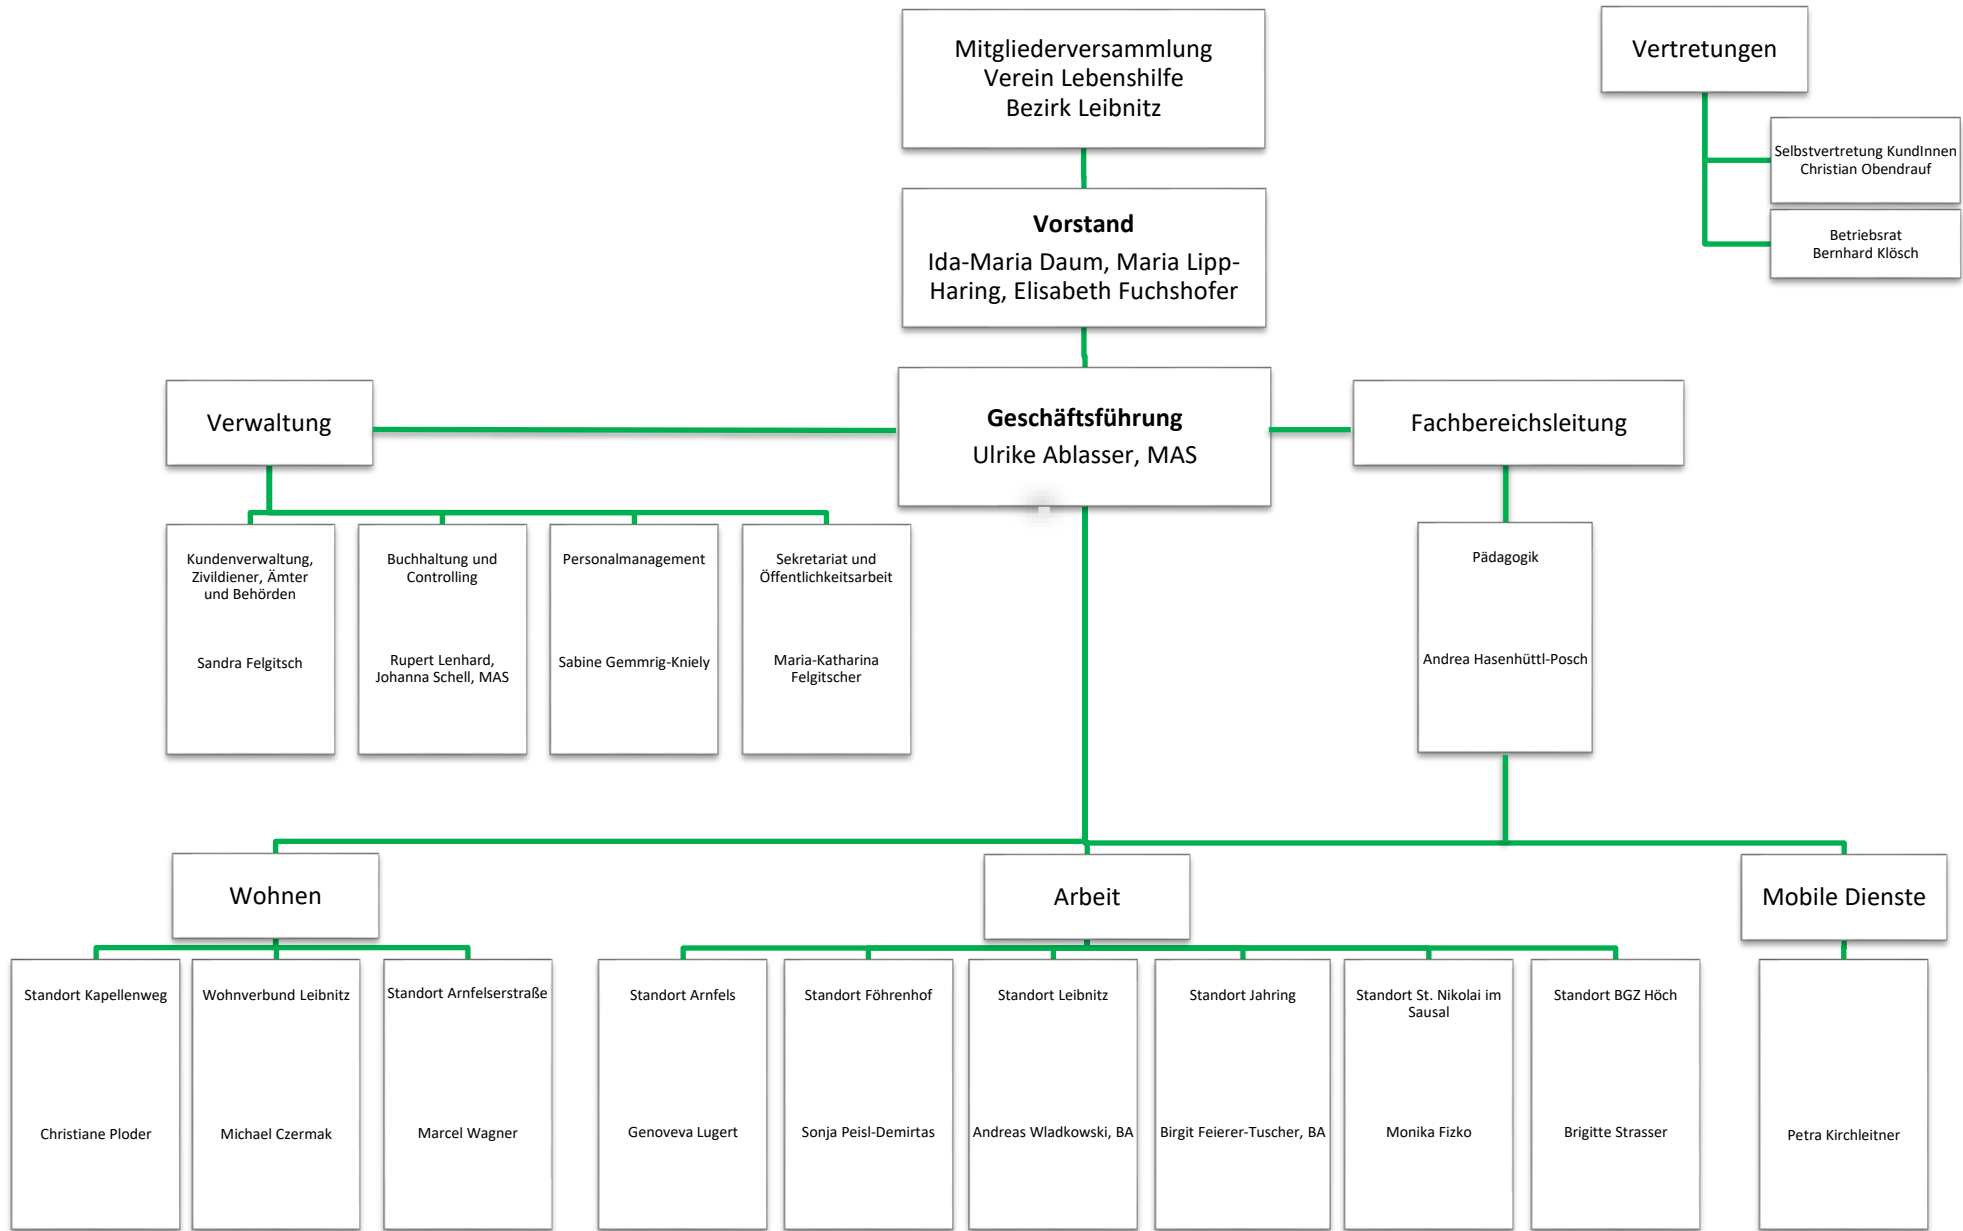 Mitgliederversammlung
Verein Lebenshilfe
Bezirk Leibnitz
Vertretungen
Selbstvertretung KundInnen
Christian Obendrauf
Betriebsrat
Bernhard Klösch
Vorstand
Ida-Maria Daum, Maria Lipp-
Haring, Elisabeth Fuchshofer
Verwaltung
Geschäftsführung
Ulrike Ablasser, MAS
Fachbereichsleitung
Kundenverwaltung,
Zivildiener, Ämter
und Behörden
Sandra Felgitsch
Buchhaltung und
Controlling
Rupert Lenhard,
Johanna Schell, MAS
Personalmanagement
Sabine Gemmrig-Kniely
Sekretariat und
Öffentlichkeitsarbeit
Maria-Katharina
Felgitscher
Pädagogik
Andrea Hasenhüttl-Posch
Wohnen
Arbeit
Mobile Dienste
Standort Kapellenweg
Christiane Ploder
Wohnverbund Leibnitz
Michael Czermak
Standort Arnfelserstraße
Marcel Wagner
Standort Arnfels
Genoveva Lugert
Standort Föhrenhof
Sonja Peisl-Demirtas
Standort Leibnitz
Andreas Wladkowski, BA
Standort Jahring
Birgit Feierer-Tuscher, BA
Standort St. Nikolai im
Sausal
Monika Fizko
Standort BGZ Höch
Brigitte Strasser
Petra Kirchleitner